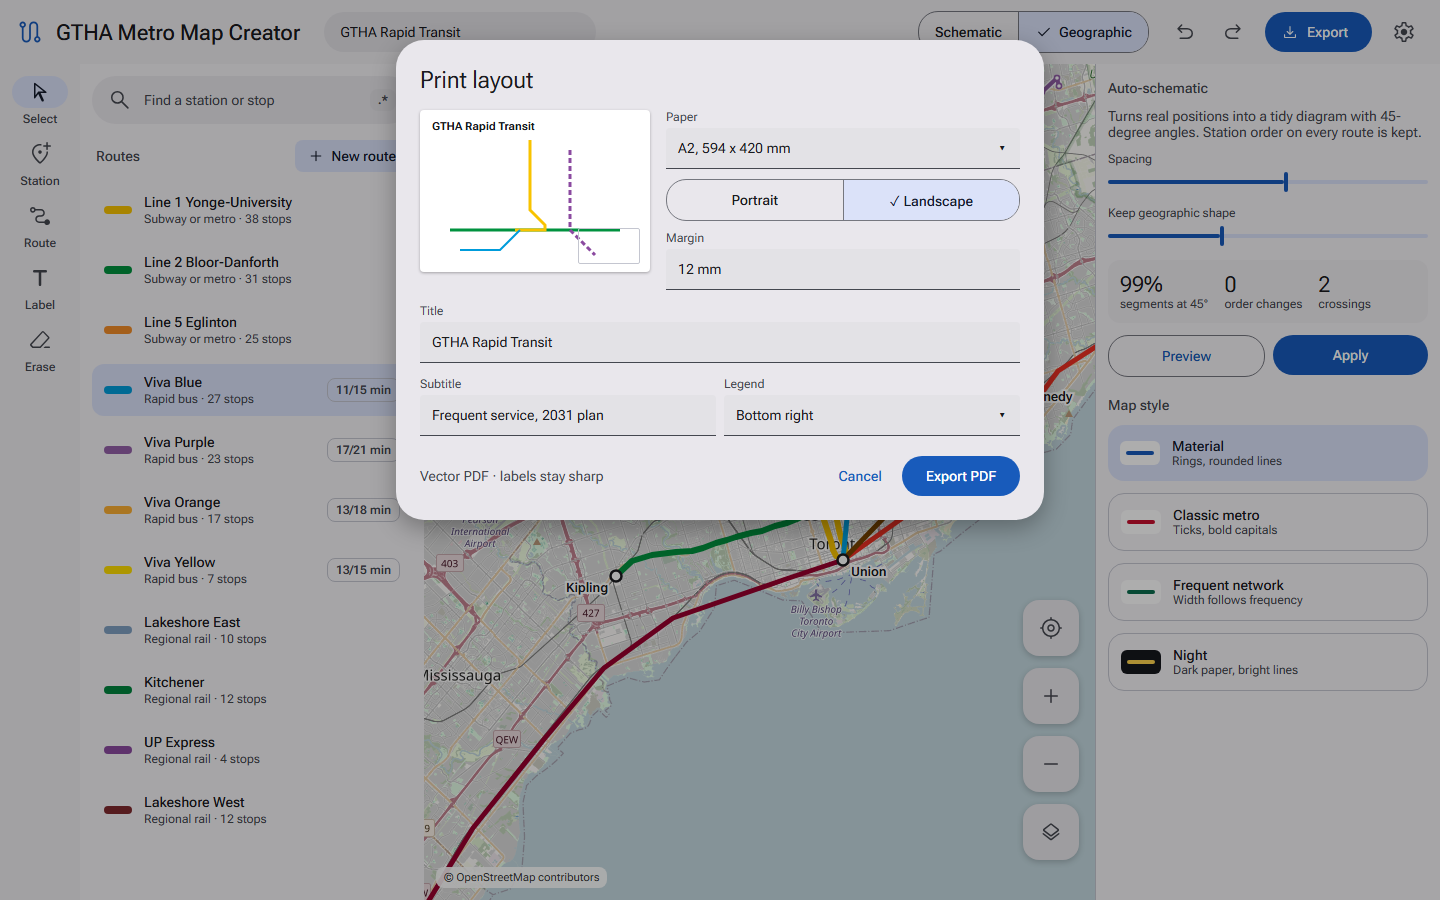 GTHA Metro Map Creator
GTHA Rapid Transit
Schematic
Geographic
Export
Select
Station
Route
Label
Erase
Find a station or stop
.*
Routes
New route
Line 1 Yonge-University
Subway or metro · 38 stops
Line 2 Bloor-Danforth
Subway or metro · 31 stops
Line 5 Eglinton
Subway or metro · 25 stops
Viva Blue
Rapid bus · 27 stops
11/15 min
Viva Purple
Rapid bus · 23 stops
17/21 min
Viva Orange
Rapid bus · 17 stops
13/18 min
Viva Yellow
Rapid bus · 7 stops
13/15 min
Lakeshore East
Regional rail · 10 stops
Kitchener
Regional rail · 12 stops
UP Express
Regional rail · 4 stops
Lakeshore West
Regional rail · 12 stops
Print layout
GTHA Rapid Transit
Paper
A2, 594 x 420 mm
Portrait
✓ Landscape
Margin
12 mm
Title
GTHA Rapid Transit
Subtitle
Frequent service, 2031 plan
Legend
Bottom right
Vector PDF · labels stay sharp
Cancel
Export PDF
nedy
Pearson
International
Airport
403
Kipling
427
Toront
Union
Billy Bishop
Toronto
City Airport
Mississauga
QEW
9
© OpenStreetMap contributors
Auto-schematic
Turns real positions into a tidy diagram with 45-
degree angles. Station order on every route is kept.
Spacing
Keep geographic shape
99%
segments at 45°
0
order changes
2
crossings
Preview
Apply
Map style
Material
Rings, rounded lines
Classic metro
Ticks, bold capitals
Frequent network
Width follows frequency
Night
Dark paper, bright lines